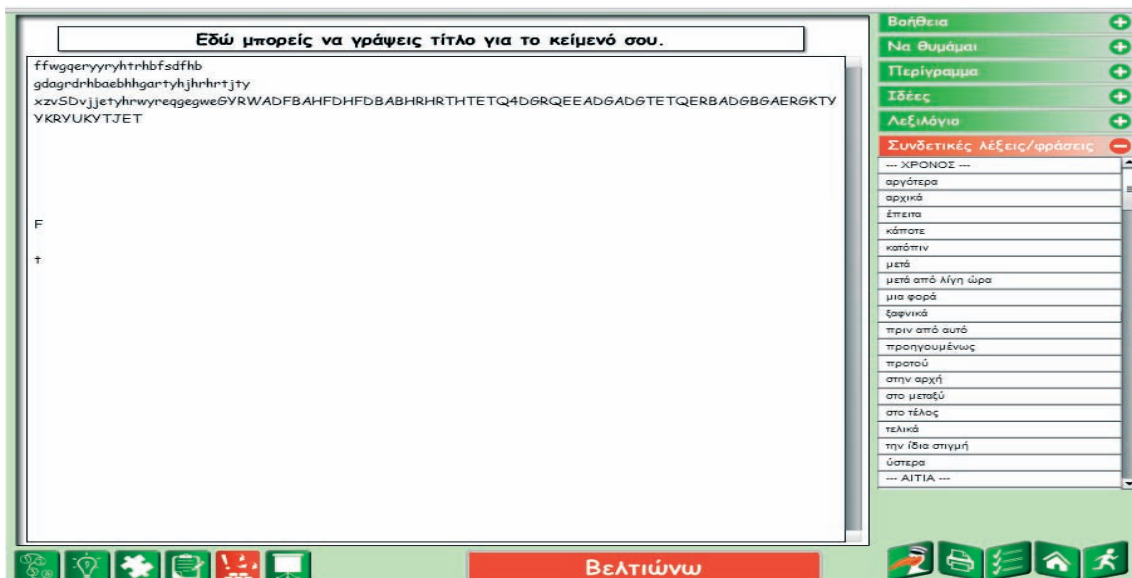 Εδώ μπορείς να γράψεις τίτλο για το κείμενό σου.
ffwgqeryyryhtrhbfsdfhb
gdagrdrhbaebhhgartyhjhrhrtjty
xzvSDvjjetyhrwyreqgegweGYRWADFBAHFDHFDBABHRHRTHTETQ4DGRQEEADGADGTETQERBADGBGAERGKTY
YKRYUKYTJET
F
t
Βοήθεια
Να θυμάμαι
Περίγραμμα
Ιδέες
Λεξιλόγιο
Συνδετικές λέξεις/φράσεις
--- ΧΡΟΝΟΣ ---
αργότερα
αρχικά
έπειτα
κάποτε
κατόπιν
μετά
μετά από λίγη ώρα
μια φορά
ξαφνικά
πριν από αυτό
προηγουμένως
προτού
στην αρχή
στο μεταξύ
στο τέλος
τελικά
την ίδια στιγμή
ύστερα
--- ΑΙΤΙΑ ---
Βελτιώνω